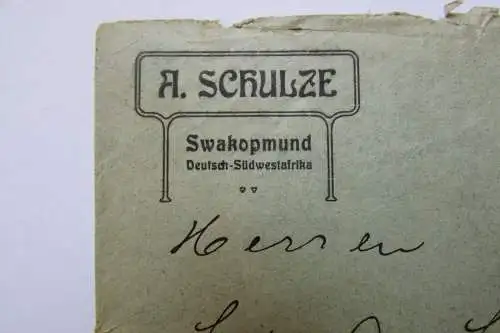 A. SCHULZE
Swakopmund
Deutsch-Südwestafrika
Herren